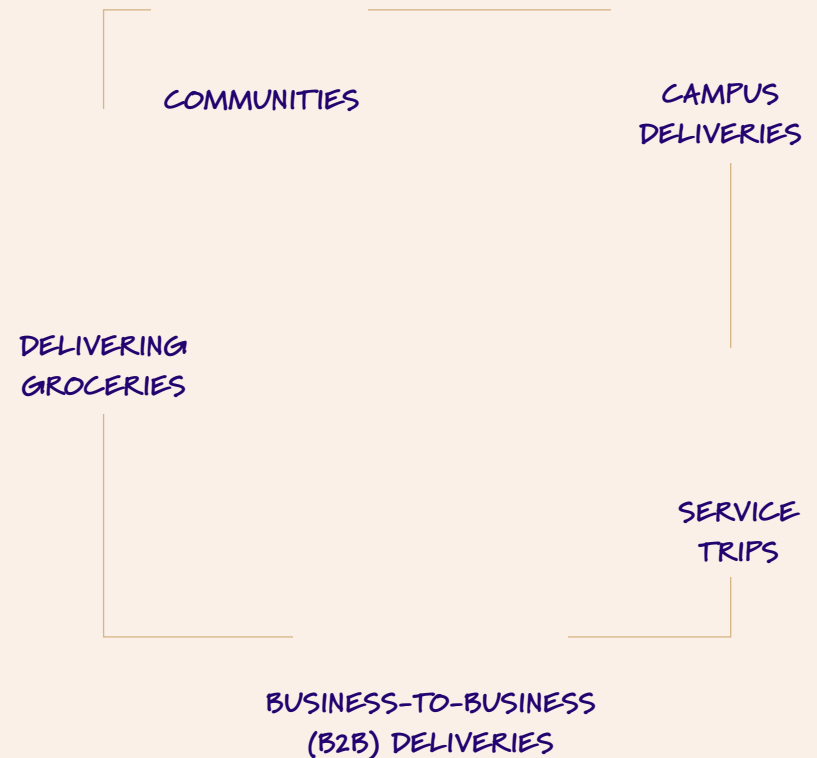 COMMUNITIES
CAMPUS
DELIVERIES
DELIVERING
GROCERIES
SERVICE
TRIPS
BUSINESS-TO-BUSINESS
(B2B) DELIVERIES